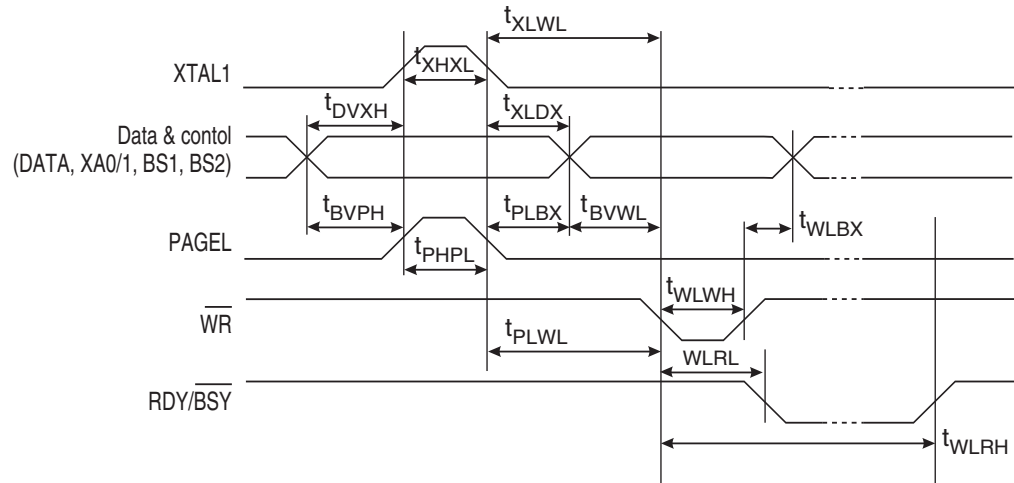 tXLWL
XTAL1
tXHXL
tDVXH
tXLDX
Data & contol
(DATA, XA0/1, BS1, BS2)
tBVPH
tPLBX
tBVWL
tWLBX
PAGEL
tPHPL
WR
tWLWH
tPLWL
WLRL
RDY/BSY
tWLRH